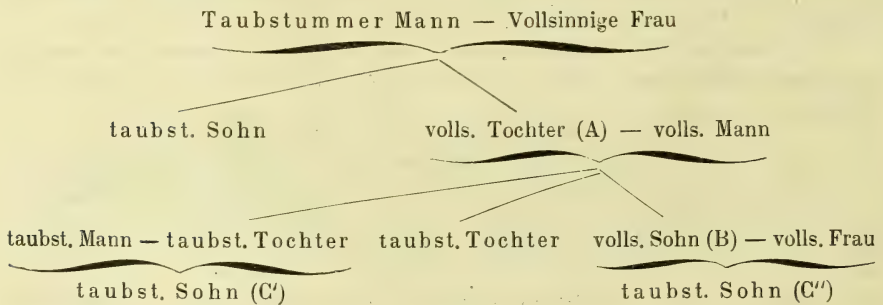 Taubstummer Mann — Vollsinnige Frau
taubst. Sohn volls. Tochter (A) — volls. Mann
taubst. Mann — taubst. Tochter taubst. Tochter volls. Sohn (B) — volls. Frau
taubst. Sohn (C') taubst. Sohn (C'')